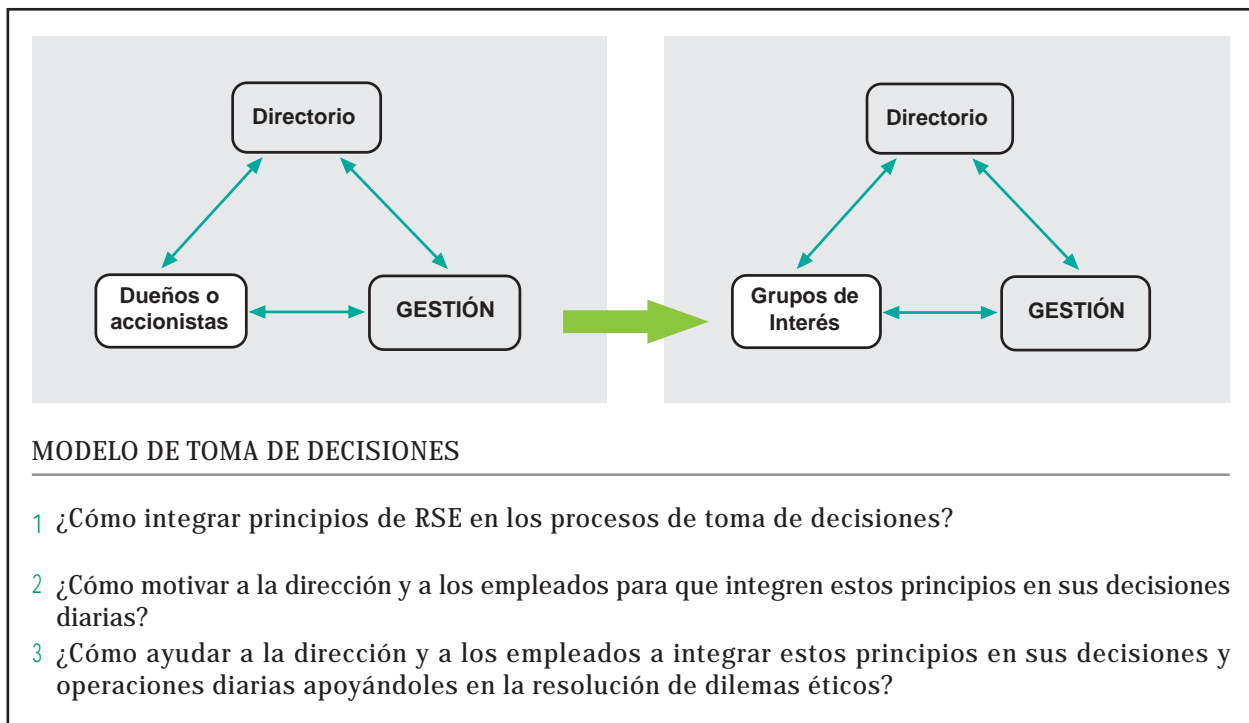 Directorio
Dueños o
accionistas
GESTIÓN
Directorio
Grupos de
Interés
GESTIÓN
MODELO DE TOMA DE DECISIONES
1 ¿Cómo integrar principios de RSE en los procesos de toma de decisiones?
2 ¿Cómo motivar a la dirección y a los empleados para que integren estos principios en sus decisiones
diarias?
3 ¿Cómo ayudar a la dirección y a los empleados a integrar estos principios en sus decisiones y
operaciones diarias apoyándoles en la resolución de dilemas éticos?